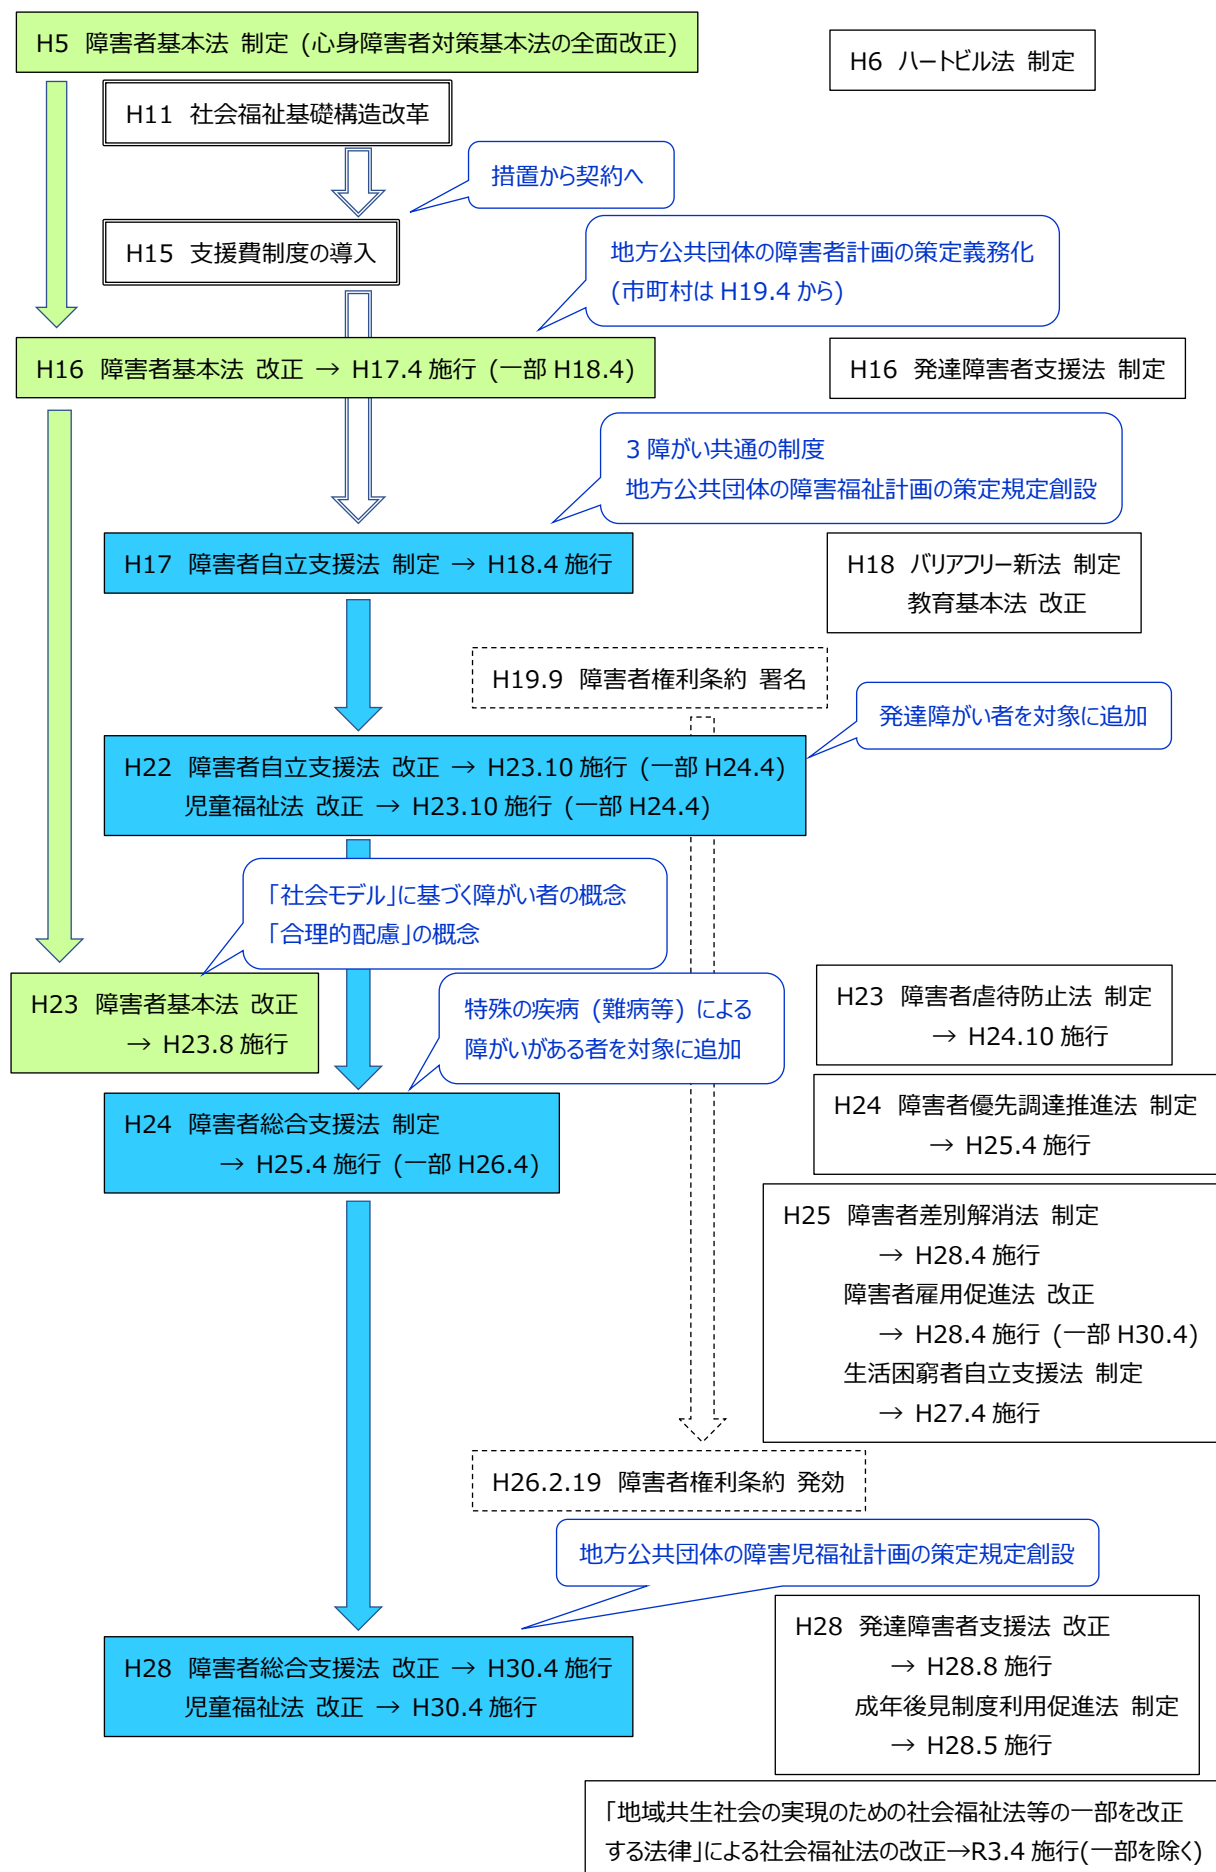 H5 障害者基本法 制定 (心身障害者対策基本法の全面改正)
H6 ハートビル法 制定
H11 社会福祉基礎構造改革
措置から契約へ
H15 支援費制度の導入
地方公共団体の障害者計画の策定義務化
(市町村は H19.4 から)
H16 障害者基本法 改正 → H17.4 施行 (一部 H18.4)
H16 発達障害者支援法 制定
3 障がい共通の制度
地方公共団体の障害福祉計画の策定規定創設
H17 障害者自立支援法 制定 → H18.4 施行
H18 バリアフリー新法 制定
教育基本法 改正
H19.9 障害者権利条約 署名
発達障がい者を対象に追加
H22 障害者自立支援法 改正 → H23.10 施行 (一部 H24.4)
児童福祉法 改正 → H23.10 施行 (一部 H24.4)
「社会モデル」に基づく障がい者の概念
「合理的配慮」の概念
H23 障害者基本法 改正
→ H23.8 施行
特殊の疾病 (難病等) による
障がいがある者を対象に追加
H23 障害者虐待防止法 制定
→ H24.10 施行
H24 障害者総合支援法 制定
→ H25.4 施行 (一部 H26.4)
H24 障害者優先調達推進法 制定
→ H25.4 施行
H25 障害者差別解消法 制定
→ H28.4 施行
障害者雇用促進法 改正
→ H28.4 施行 (一部 H30.4)
生活困窮者自立支援法 制定
→ H27.4 施行
H26.2.19 障害者権利条約 発効
地方公共団体の障害児福祉計画の策定規定創設
H28 障害者総合支援法 改正 → H30.4 施行
児童福祉法 改正 → H30.4 施行
H28 発達障害者支援法 改正
→ H28.8 施行
成年後見制度利用促進法 制定
→ H28.5 施行
「地域共生社会の実現のための社会福祉法等の一部を改正
する法律」による社会福祉法の改正→R3.4 施行(一部を除く)